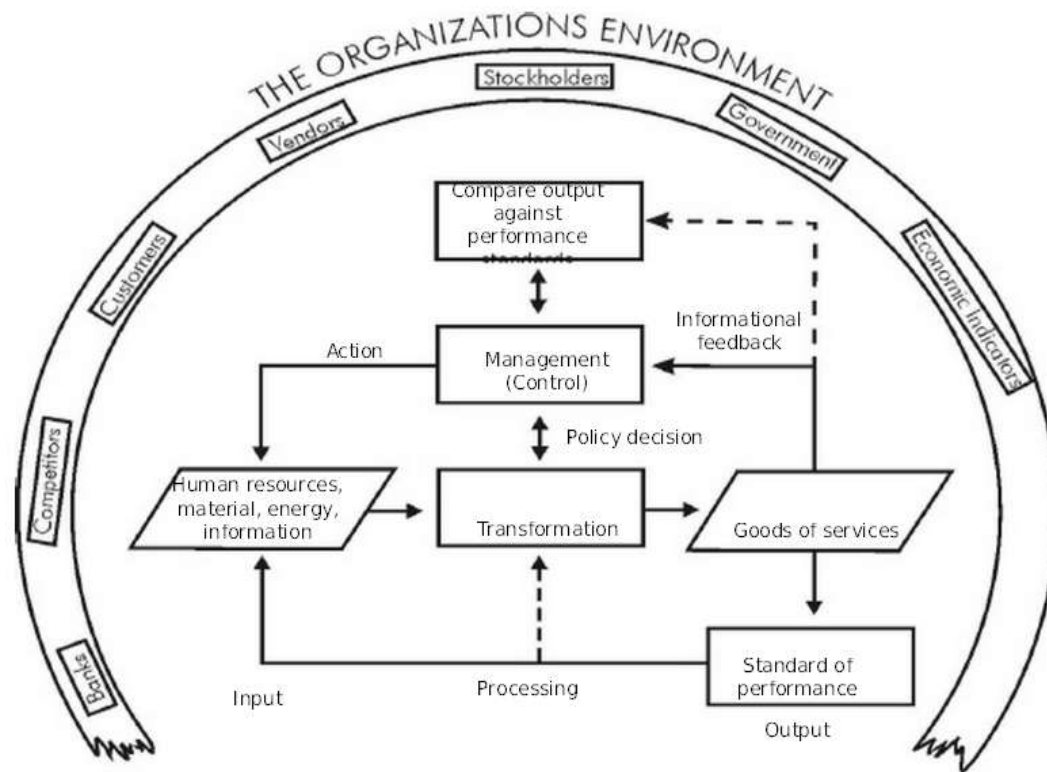 THE ORGANIZATIONS ENVIRONMENT
Stockholders
Vendors
Government
Customers
Economic Indicators
Competitors
Banks
Compare output
against
performance
standards
Informational
feedback
Action
Management
(Control)
Policy decision
Human resources,
material, energy,
information
Transformation
Goods of services
Standard of
performance
Input
Processing
Output